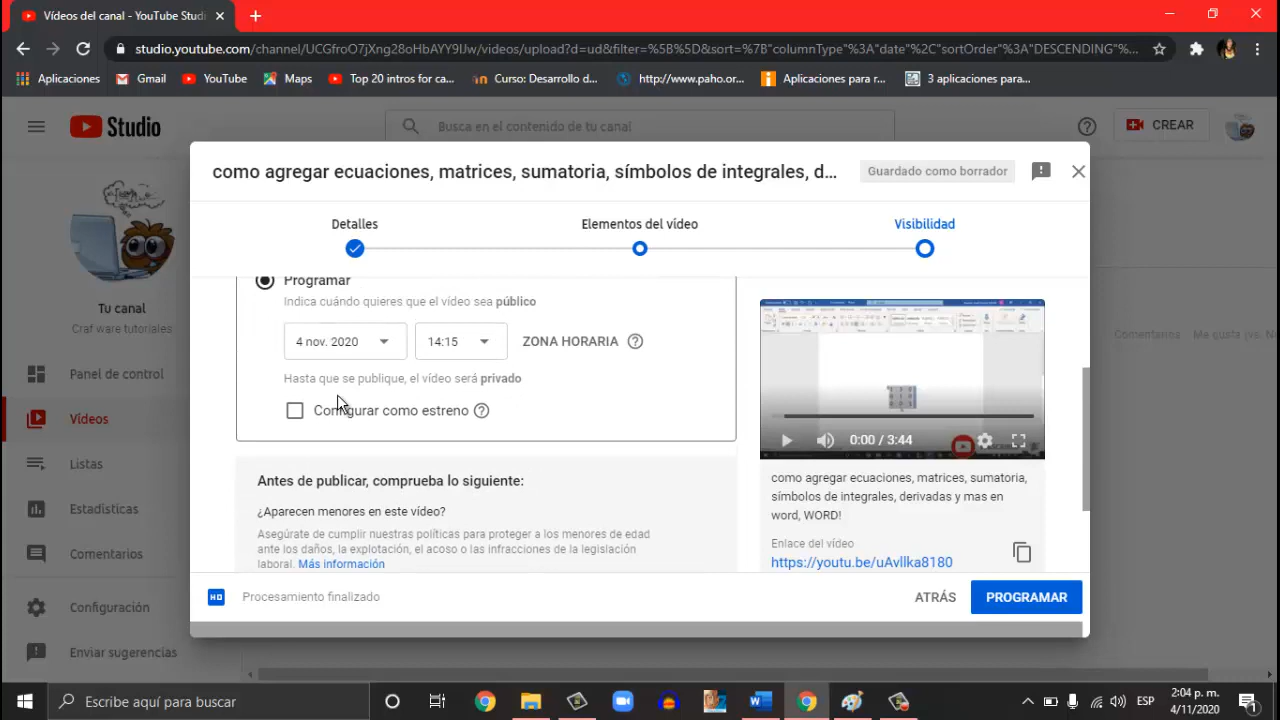 Vídeos del canal - YouTube Studi
studio.youtube.com/channel/UCGfroO7jXng28oHbAYY9Uw/videos/upload?d=ud&filter=%5B%5D&sort=%7B"columnType"%3A"date"%2C"sortOrder"%3A"DESCENDING"%...
Aplicaciones
Gmail
YouTube
Maps
Top 20 intros for ca...
Curso: Desarrollo d...
http://www.paho.or...
Aplicaciones para r...
3 aplicaciones para...
Studio
Busca en el contenido de tu canal
CREAR
como agregar ecuaciones, matrices, sumatoria, símbolos de integrales, d...
Guardado como borrador
Detalles
Elementos del vídeo
Visibilidad
Tu canal
Craf ware tutoriales
Panel de control
Vídeos
Listas
Estadísticas
Comentarios
Configuración
Enviar sugerencias
Programar
Indica cuándo quieres que el vídeo sea público
4 nov. 2020
14:15
ZONA HORARIA
Hasta que se publique, el vídeo será privado
Configurar como estreno
Antes de publicar, comprueba lo siguiente:
¿Aparecen menores en este vídeo?
Asegúrate de cumplir nuestras políticas para proteger a los menores de edad
ante los daños, la explotación, el acoso o las infracciones de la legislación
laboral. Más información
0:00 / 3:44
como agregar ecuaciones, matrices, sumatoria,
símbolos de integrales, derivadas y mas en
word, WORD!
Enlace del vídeo
https://youtu.be/uAvllka8180
Comentarios
Me gusta (vs. N
HD
Procesamiento finalizado
ATRÁS
PROGRAMAR
Escribe aquí para buscar
ESP
2:04 p. m.
4/11/2020
1